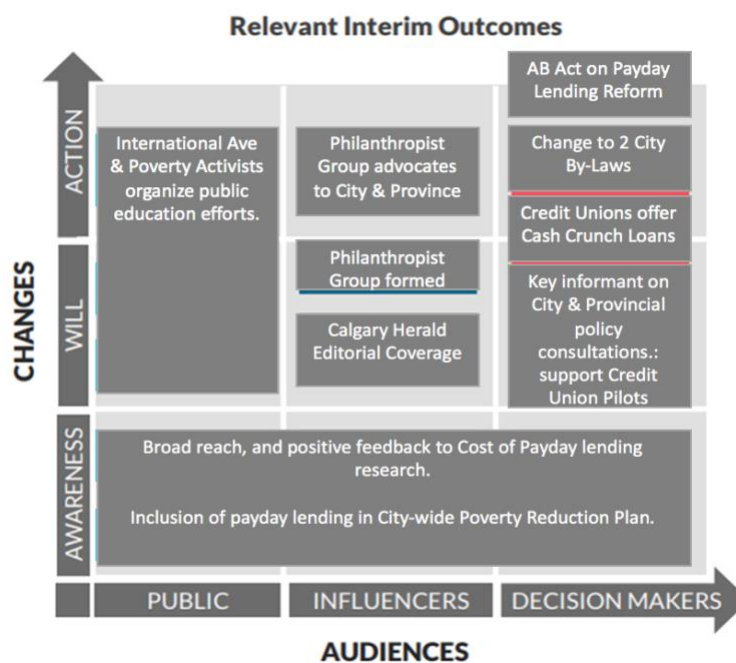 Relevant Interim Outcomes
AB Act on Payday
Lending Reform
International Ave
& Poverty Activists
organize public
education efforts.
Philanthropist
Group advocates
to City & Province
Change to 2 City
By-Laws
Credit Unions offer
Cash Crunch Loans
Philanthropist
Group formed
Calgary Herald
Editorial Coverage
Key informant on
City & Provincial
policy
consultations.:
support Credit
Union Pilots
Broad reach, and positive feedback to Cost of Payday lending
research.
Inclusion of payday lending in City-wide Poverty Reduction Plan.
CHANGES
ACTION
WILL
AWARENESS
PUBLIC
INFLUENCERS
DECISION MAKERS
AUDIENCES